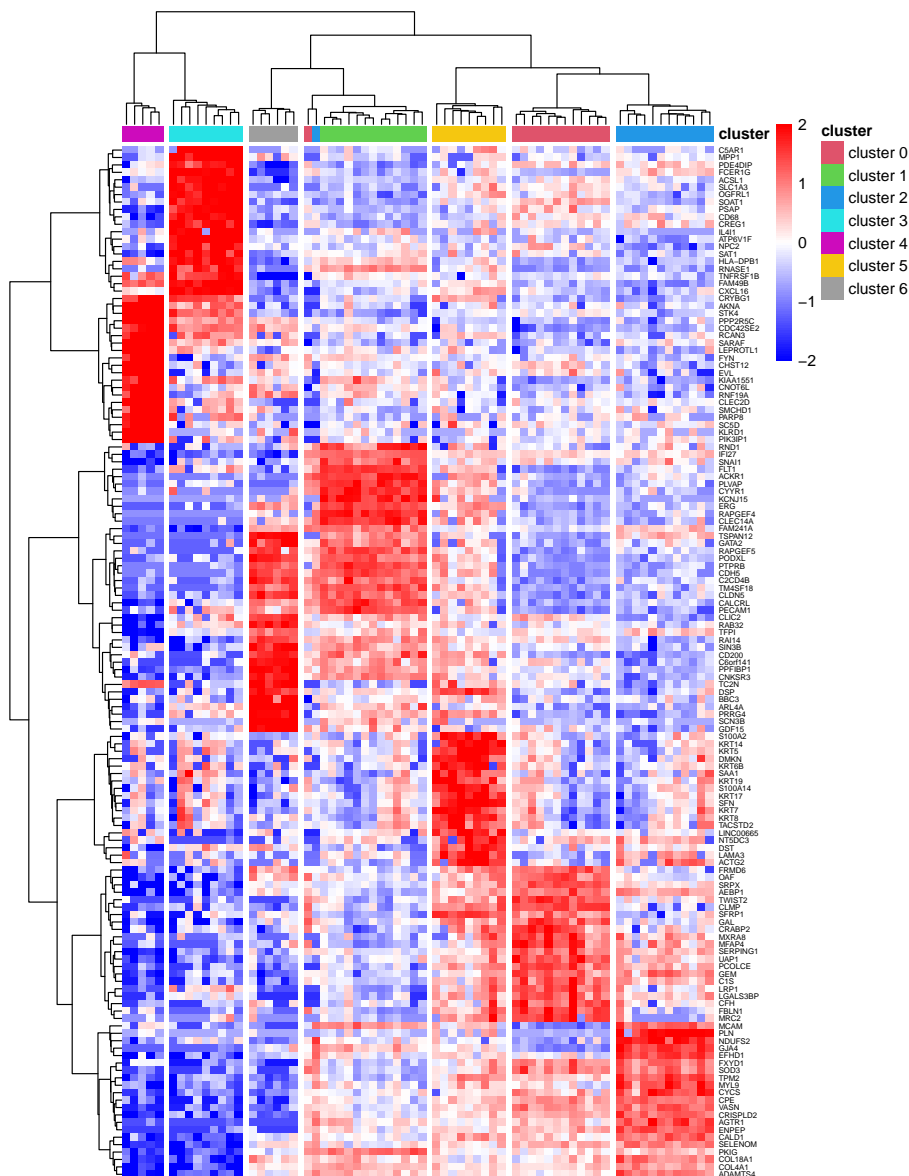 cluster
2
1
0
−1
−2
cluster
cluster 0
cluster 1
cluster 2
cluster 3
cluster 4
cluster 5
cluster 6
C5AR1
MPP1
PDE4DIP
FCER1G
ACSL1
SLC1A3
OGFRL1
SOAT1
PSAP
CD68
CREG1
IL4I1
ATP6V1F
NPC2
SAT1
HLA−DPB1
RNASE1
TNFRSF1B
FAM49B
CXCL16
CRYBG1
AKNA
STK4
PPP2R5C
CDC42SE2
RCAN3
SARAF
LEPROTL1
FYN
CHST12
EVL
KIAA1551
CNOT6L
RNF19A
CLEC2D
SMCHD1
PARP8
SC5D
KLRD1
PIK3IP1
RND1
IFI27
SNAI1
FLT1
ACKR1
PLVAP
CYYR1
KCNJ15
ERG
RAPGEF4
CLEC14A
FAM241A
TSPAN12
GATA2
RAPGEF5
PODXL
PTPRB
CDH5
C2CD4B
TM4SF18
CLDN5
CALCRL
PECAM1
CLIC2
RAB32
TFPI
RAI14
SIN3B
CD200
C6orf141
PPFIBP1
CNKSR3
TC2N
DSP
BBC3
ARL4A
PRRG4
SCN3B
GDF15
S100A2
KRT14
KRT5
DMKN
KRT6B
SAA1
KRT19
S100A14
KRT17
SFN
KRT7
KRT8
TACSTD2
LINC00665
NT5DC3
DST
LAMA3
ACTG2
FRMD6
OAF
SRPX
AEBP1
TWIST2
CLMP
SFRP1
GAL
CRABP2
MXRA8
MFAP4
SERPING1
UAP1
PCOLCE
GEM
C1S
LRP1
LGALS3BP
CFH
FBLN1
MRC2
MCAM
PLN
NDUFS2
GJA4
EFHD1
FXYD1
SOD3
TPM2
MYL9
CYCS
CPE
VASN
CRISPLD2
AGTR1
ENPEP
CALD1
SELENOM
PKIG
COL18A1
COL4A1
ADAMTS4